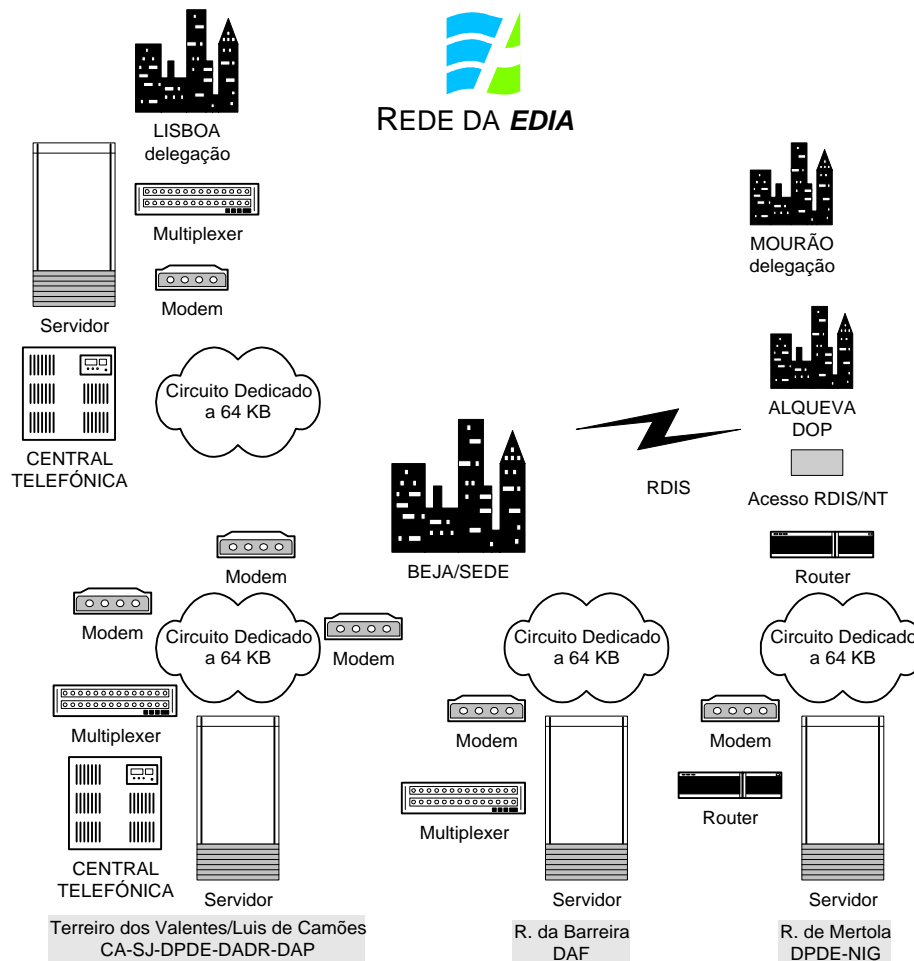 REDE DA EDIA
LISBOA
delegação
Multiplexer
Modem
Servidor
CENTRAL
TELEFÓNICA
Circuito Dedicado
a 64 KB
MOURÃO
delegação
ALQUEVA
DOP
RDIS
Acesso RDIS/NT
Router
BEJA/SEDE
Modem
Modem
Circuito Dedicado
a 64 KB
Modem
Multiplexer
CENTRAL
TELEFÓNICA
Servidor
Terreiro dos Valentes/Luis de Camões
CA-SJ-DPDE-DADR-DAP
Circuito Dedicado
a 64 KB
Modem
Multiplexer
Servidor
R. da Barreira
DAF
Circuito Dedicado
a 64 KB
Modem
Router
Servidor
R. de Mertola
DPDE-NIG